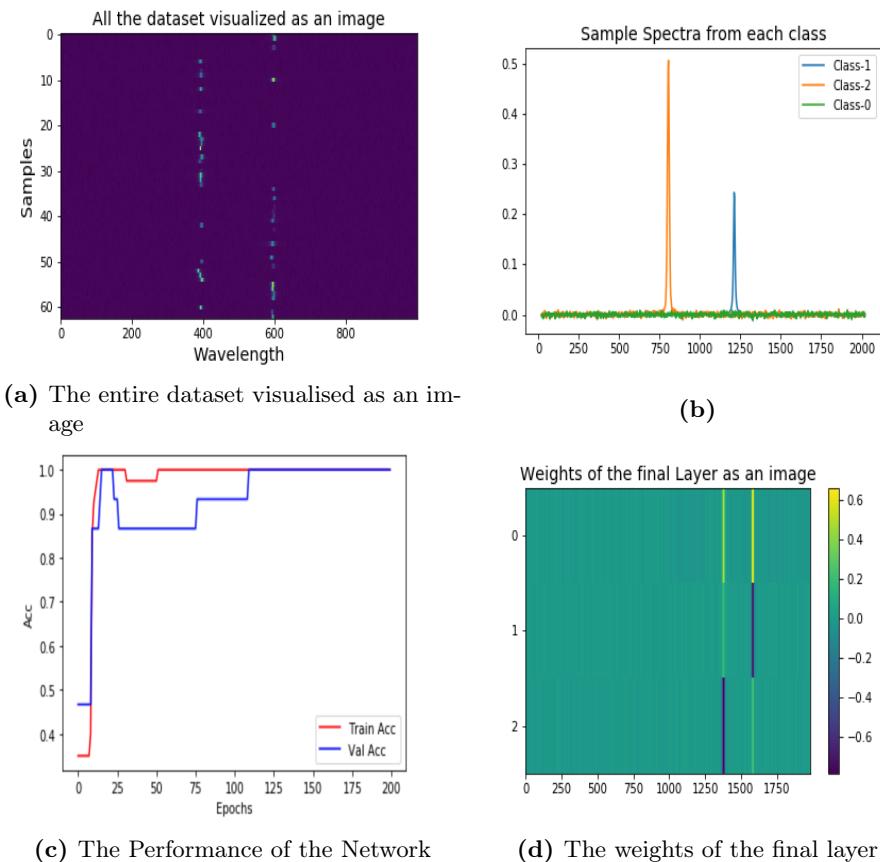 All the dataset visualized as an image
0
10
20
30
40
50
60
Samples
0 200 400 600 800
Wavelength
(a) The entire dataset visualised as an im-
age
Sample Spectra from each class
Class-1
Class-2
Class-0
0.5
0.4
0.3
0.2
0.1
0.0
0 250 500 750 1000 1250 1500 1750 2000
(b)
1.0
0.9
0.8
0.7
0.6
0.5
0.4
Acc
Train Acc
Val Acc
0 25 50 75 100 125 150 175 200
Epochs
(c) The Performance of the Network
Weights of the final Layer as an image
0
1
2
0 250 500 750 1000 1250 1500 1750
0.6
0.4
0.2
0.0
−0.2
−0.4
−0.6
(d) The weights of the final layer